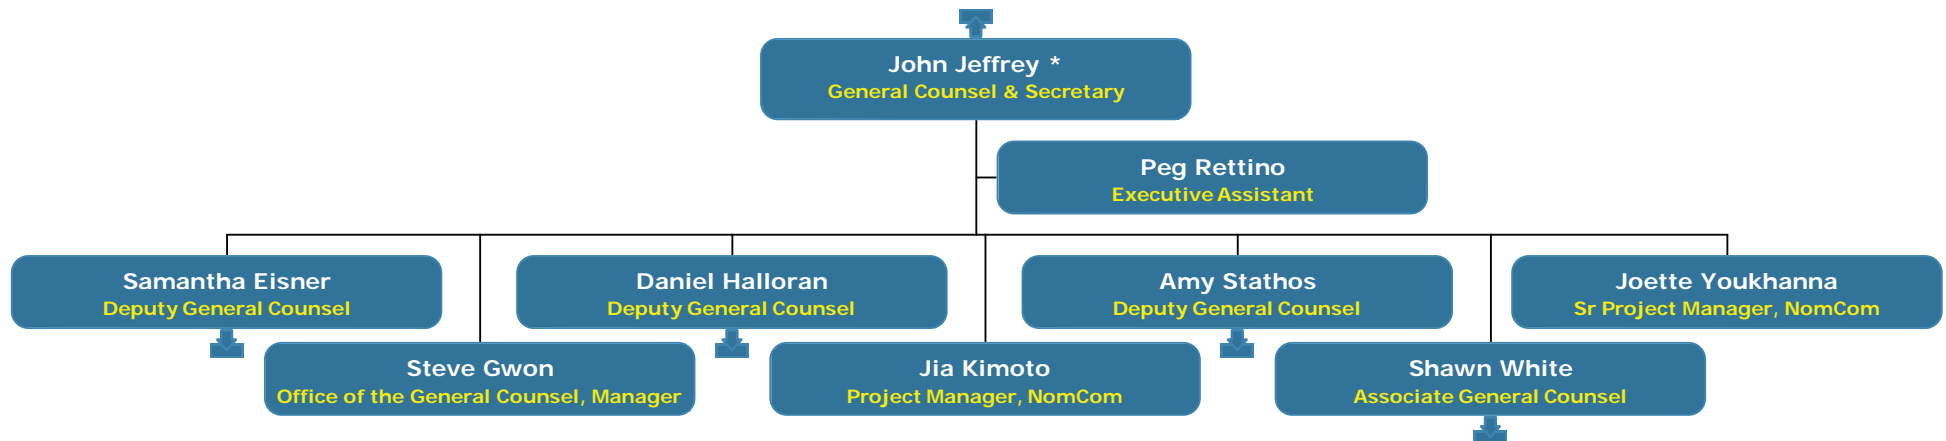 John Jeffrey *
General Counsel & Secretary
Peg Rettino
Executive Assistant
Samantha Eisner
Deputy General Counsel
Daniel Halloran
Deputy General Counsel
Amy Stathos
Deputy General Counsel
Joette Youkhanna
Sr Project Manager, NomCom
Steve Gwon
Office of the General Counsel, Manager
Jia Kimoto
Project Manager, NomCom
Shawn White
Associate General Counsel